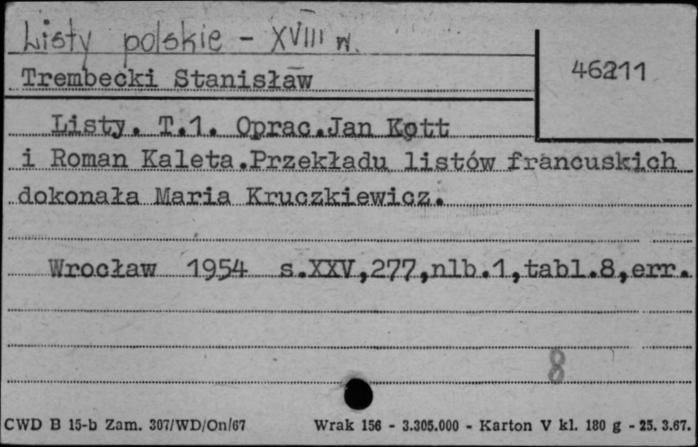 Listy polskie - XVIII w.
46211
Trembecki Stanisław
Listy. T.1. Oprac.Jan Kott
i Roman Kaleta.Przekładu listów francuskich
dokonała Maria Kruczkiewicz.
Wrocław 1954 s.XXV,277,nlb.1,tabl.8,err.
8
CWD B 15-b Zam. 307/WD/On/67 Wrak 156 - 3.305.000 - Karton V kl. 180 g - 25. 3.67.